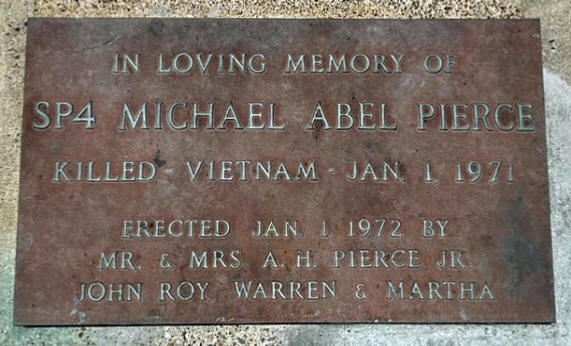 IN LOVING MEMORY OF
SP4 MICHAEL ABEL PIERCE
KILLED - VIETNAM - JAN. 1, 1971
ERECTED JAN. 1, 1972 BY
MR. & MRS. A. H. PIERCE, JR.
JOHN ROY, WARREN & MARTHA